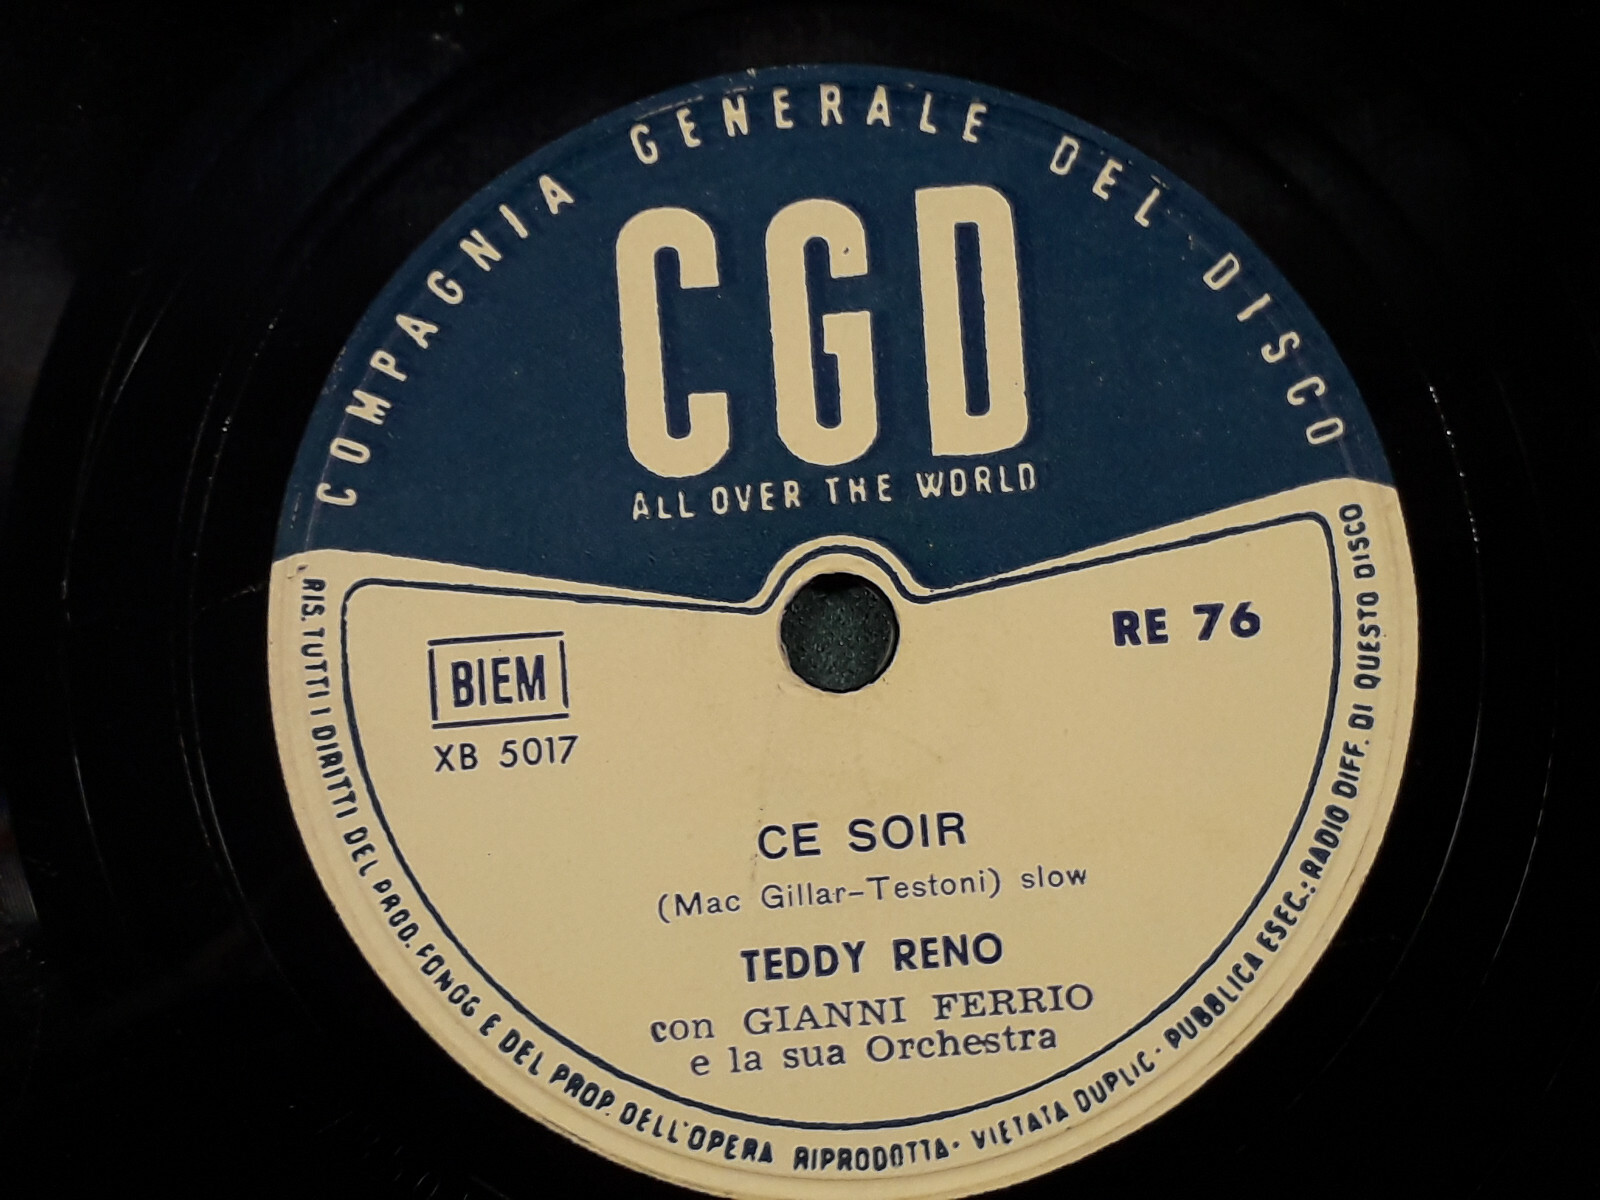 COMPAGNIA GENERALE DEL DISCO
CGD
ALL OVER THE WORLD
RE 76
BIEM
XB 5017
CE SOIR
(Mac Gillar-Testoni) slow
TEDDY RENO
con GIANNI FERRIO
e la sua Orchestra
RIS. TUTTI I DIRITTI DEL PROD. FONOG E DEL PROP. DELL'OPERA RIPRODOTTA· VIETATA DUPLIC· PUBBLICA ESEC.: RADIO DIFF. DI QUESTO DISCO